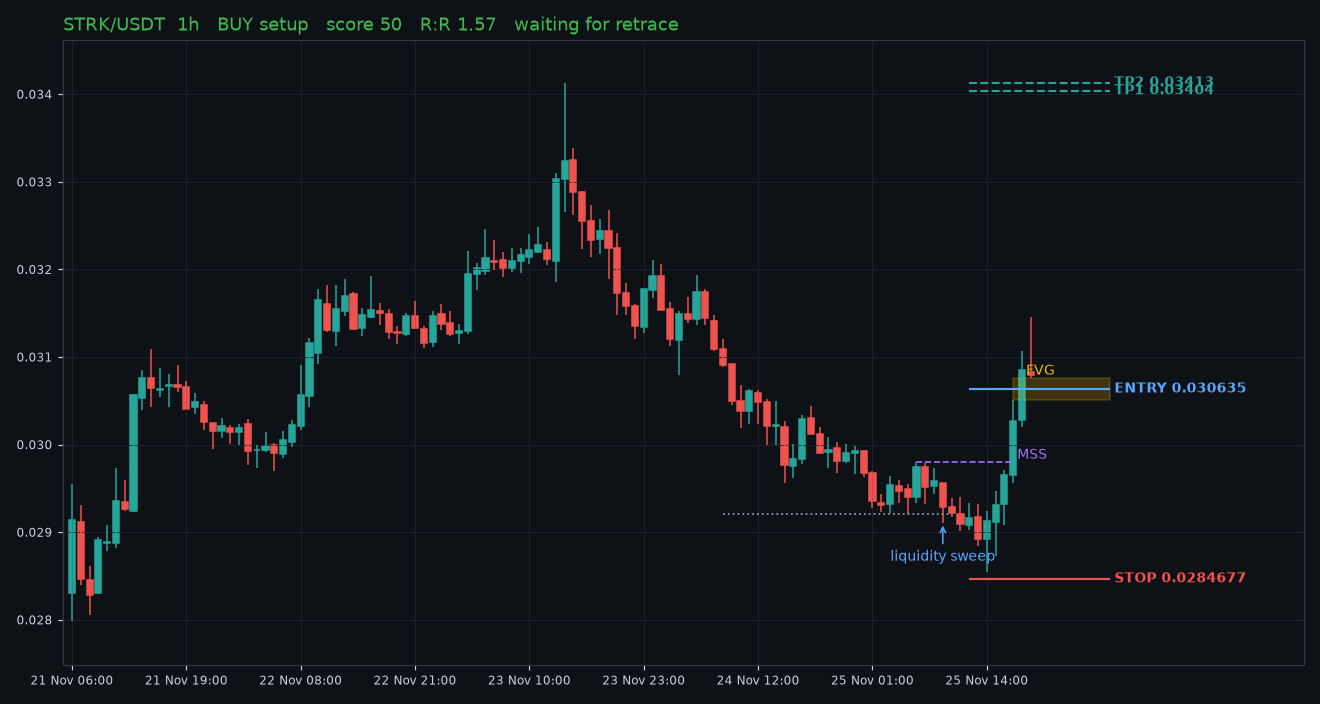 STRK/USDT 1h BUY setup score 50 R:R 1.57 waiting for retrace
TP2 0.03413
TP1 0.03404
0.034
0.033
0.032
0.031
FVG
ENTRY 0.030635
0.030
MSS
0.029
liquidity sweep
STOP 0.0284677
0.028
21 Nov 06:00 21 Nov 19:00 22 Nov 08:00 22 Nov 21:00 23 Nov 10:00 23 Nov 23:00 24 Nov 12:00 25 Nov 01:00 25 Nov 14:00